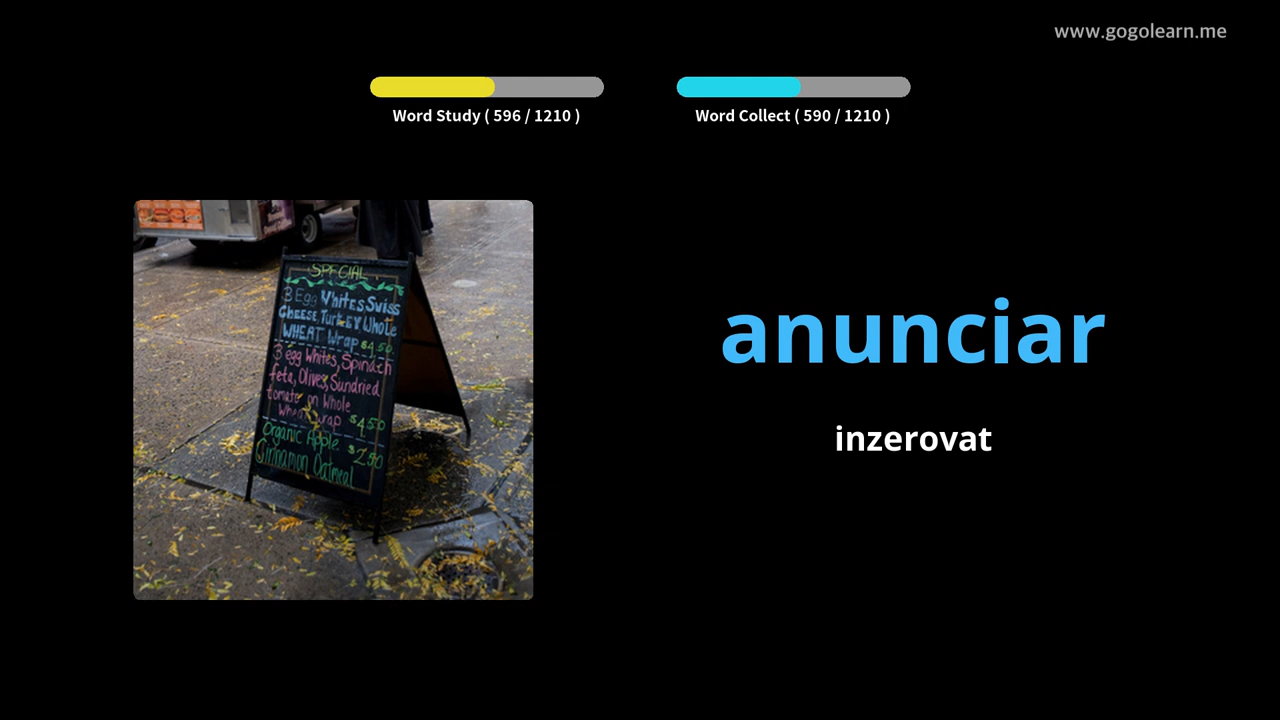 www.gogolearn.me
Word Study ( 596 / 1210 )
Word Collect ( 590 / 1210 )
SPECIAL
3 Egg Whites, Swiss
Cheese, Turkey Whole
WHEAT Wrap $4.50
3 egg Whites, Spinach
feta, Olives, Sundried
tomato on Whole
Wheat Wrap $4.50
Organic Apple
Cinnamon Oatmeal $2.50
anunciar
inzerovat